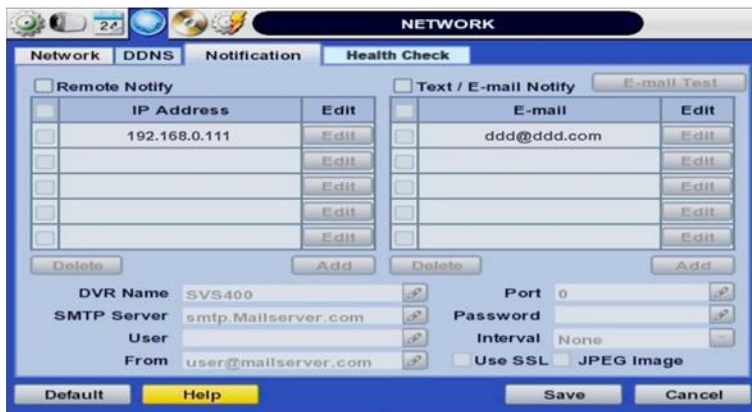 24
NETWORK
Network DDNS Notification Health Check
Remote Notify Text / E-mail Notify E-mail Test
IP Address Edit E-mail Edit
192.168.0.111 Edit ddd@ddd.com Edit
Edit Edit
Edit Edit
Edit Edit
Edit Edit
Delete Add Delete Add
DVR Name SVS400 Port 0
SMTP Server smtp.Mailserver.com Password
User Interval None
From user@mailserver.com Use SSL JPEG Image
Default Help Save Cancel